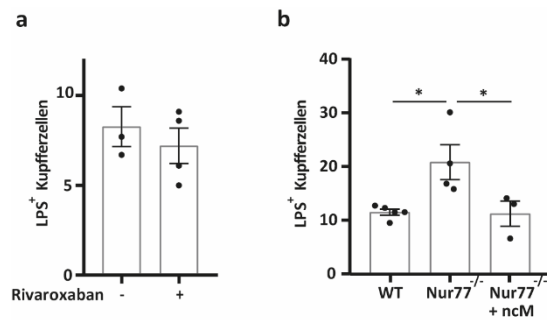 a
LPS+ Kupfferzellen
10
5
0
Rivaroxaban - +
b
LPS+ Kupfferzellen
40
30
20
10
0
* *
WT Nur77-/- Nur77-/-
+ ncM